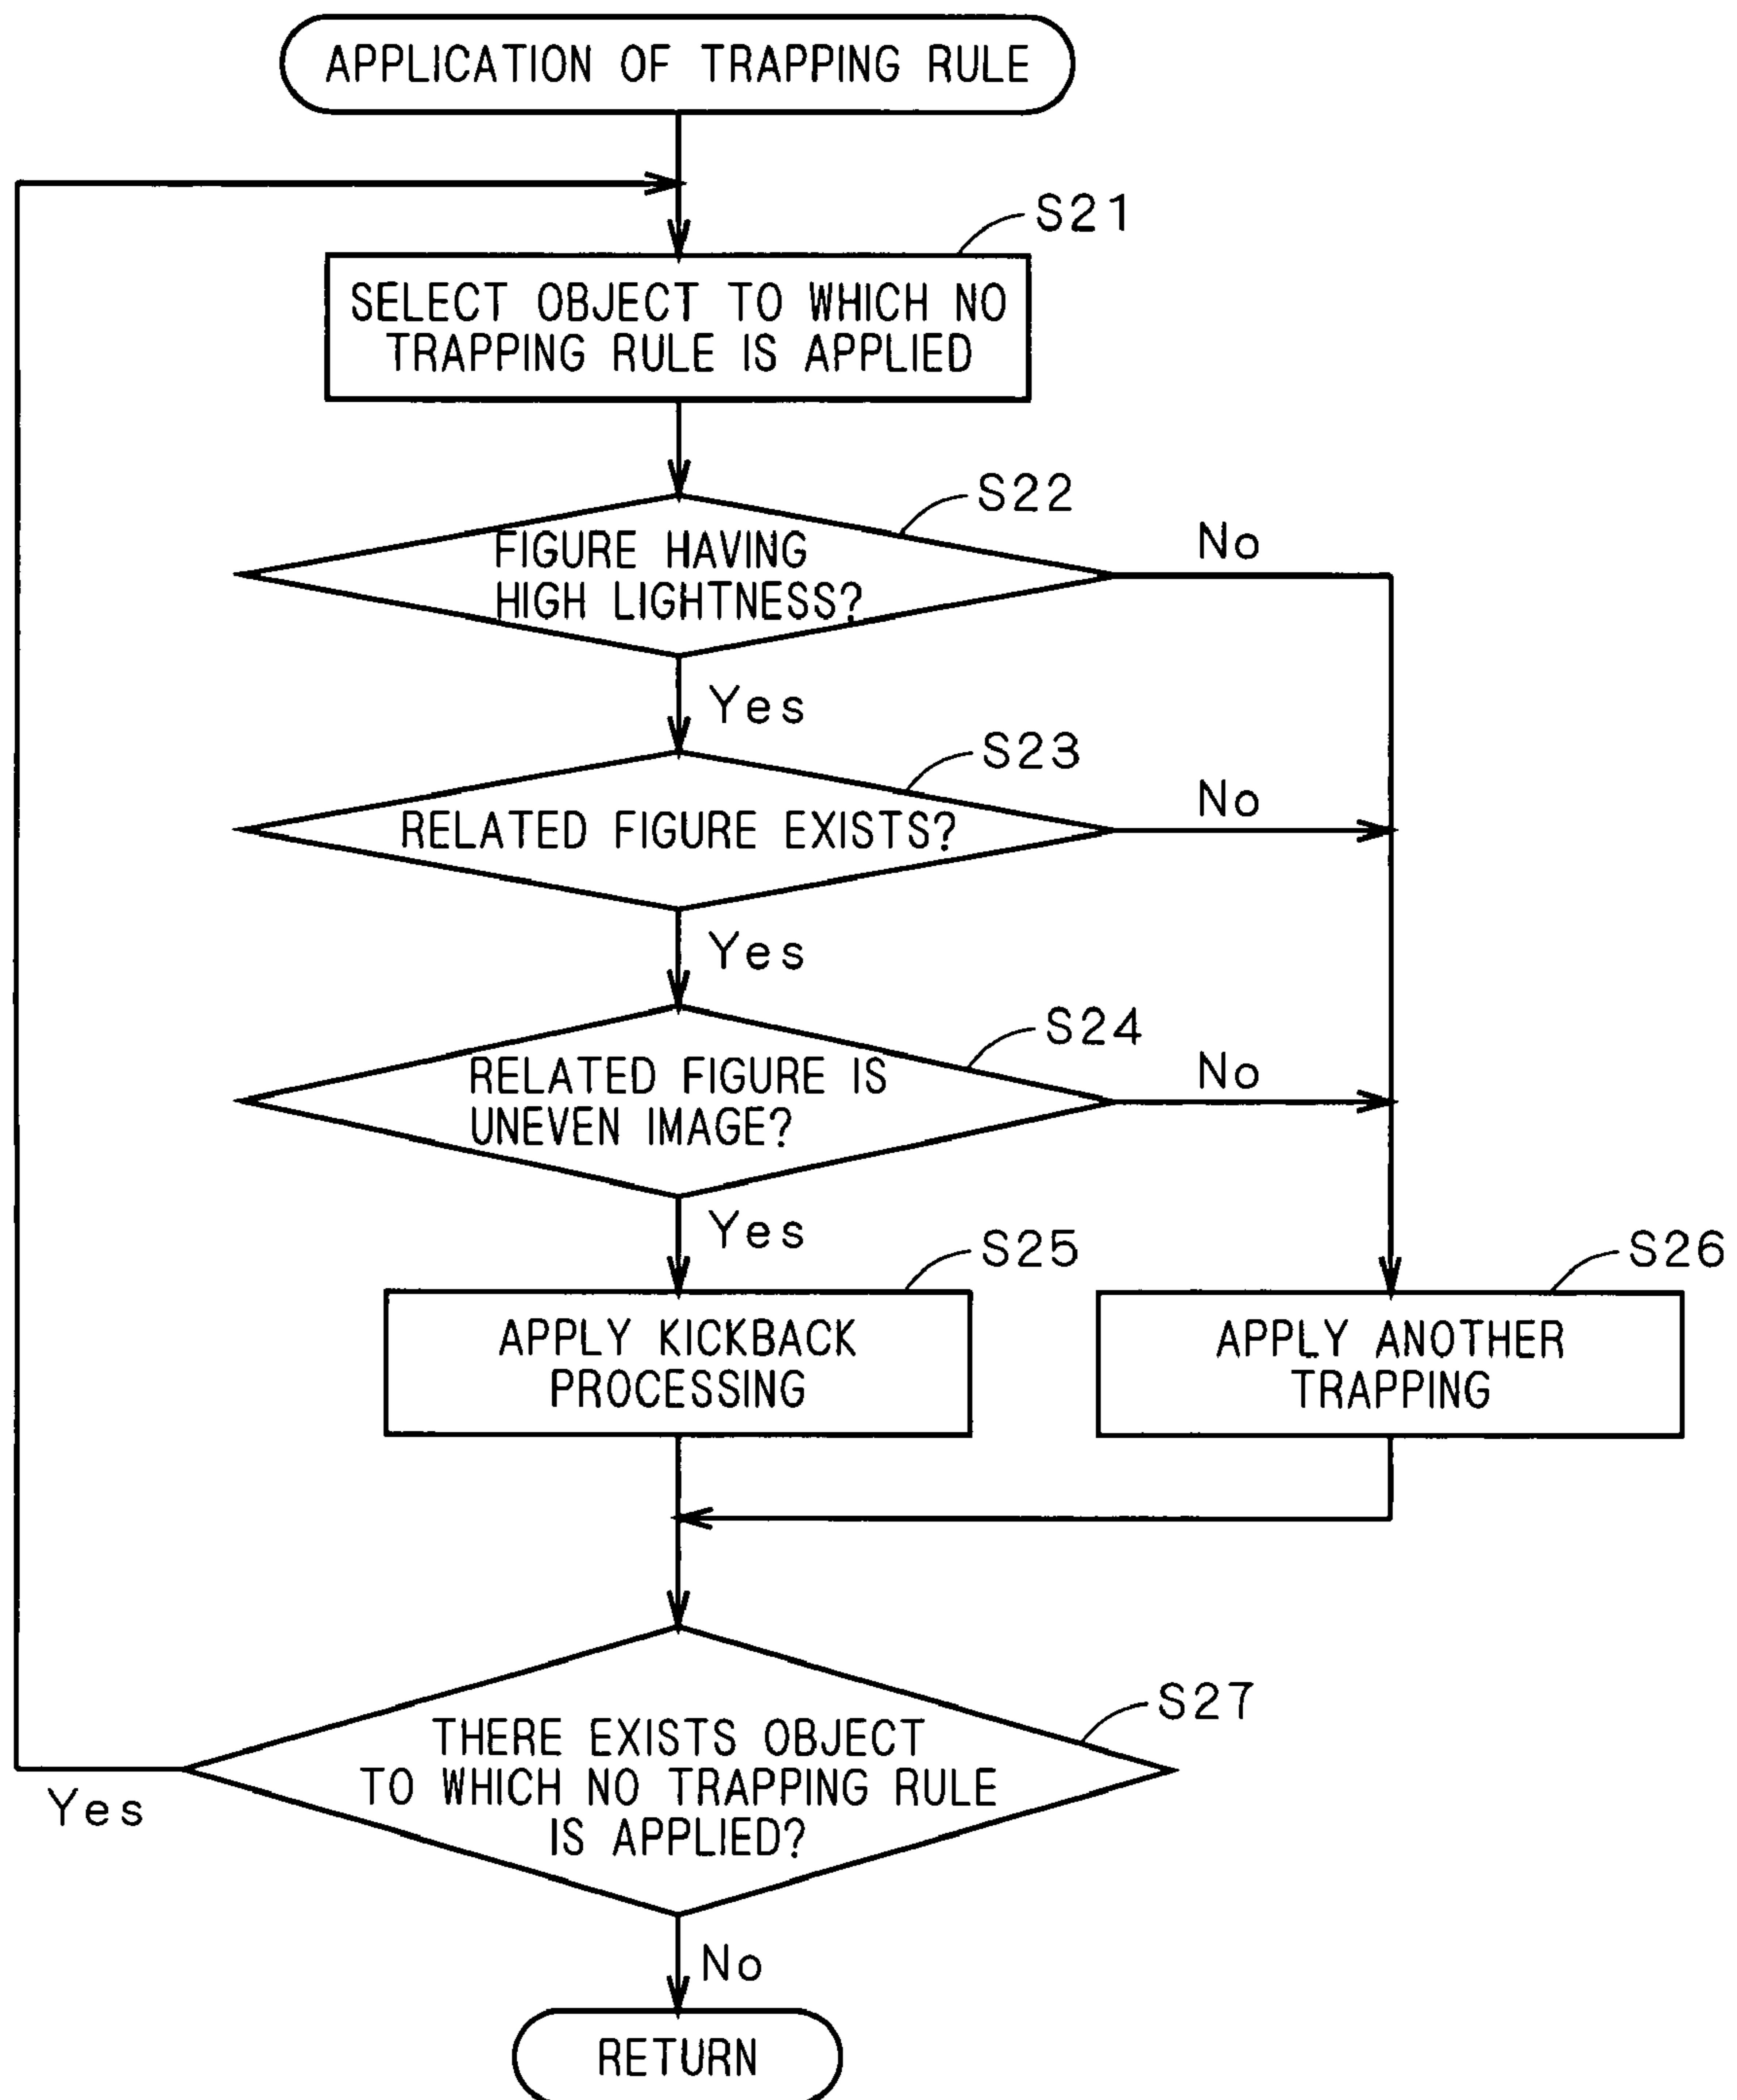 APPLICATION OF TRAPPING RULE
S21
SELECT OBJECT TO WHICH NO
TRAPPING RULE IS APPLIED
S22
FIGURE HAVING
HIGH LIGHTNESS?
No
Yes
S23
RELATED FIGURE EXISTS?
No
Yes
S24
RELATED FIGURE IS
UNEVEN IMAGE?
No
Yes
S25
APPLY KICKBACK
PROCESSING
S26
APPLY ANOTHER
TRAPPING
S27
THERE EXISTS OBJECT
TO WHICH NO TRAPPING RULE
IS APPLIED?
Yes
No
RETURN